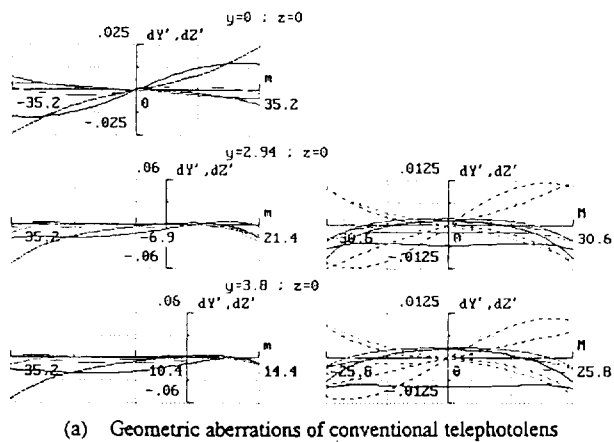 y=0 ; z=0
.025 dY',dZ'
M
-35.2 0 35.2
-.025
y=2.94 ; z=0
.06 dY',dZ' .0125 dY',dZ'
M M
-35.2 -6.9 21.4 -30.6 0 30.6
-.06 -.0125
y=3.8 ; z=0
.06 dY',dZ' .0125 dY',dZ'
m M
-35.2 -10.4 14.4 -25.8 0 25.8
-.06 -.0125
(a) Geometric aberrations of conventional telephotolens